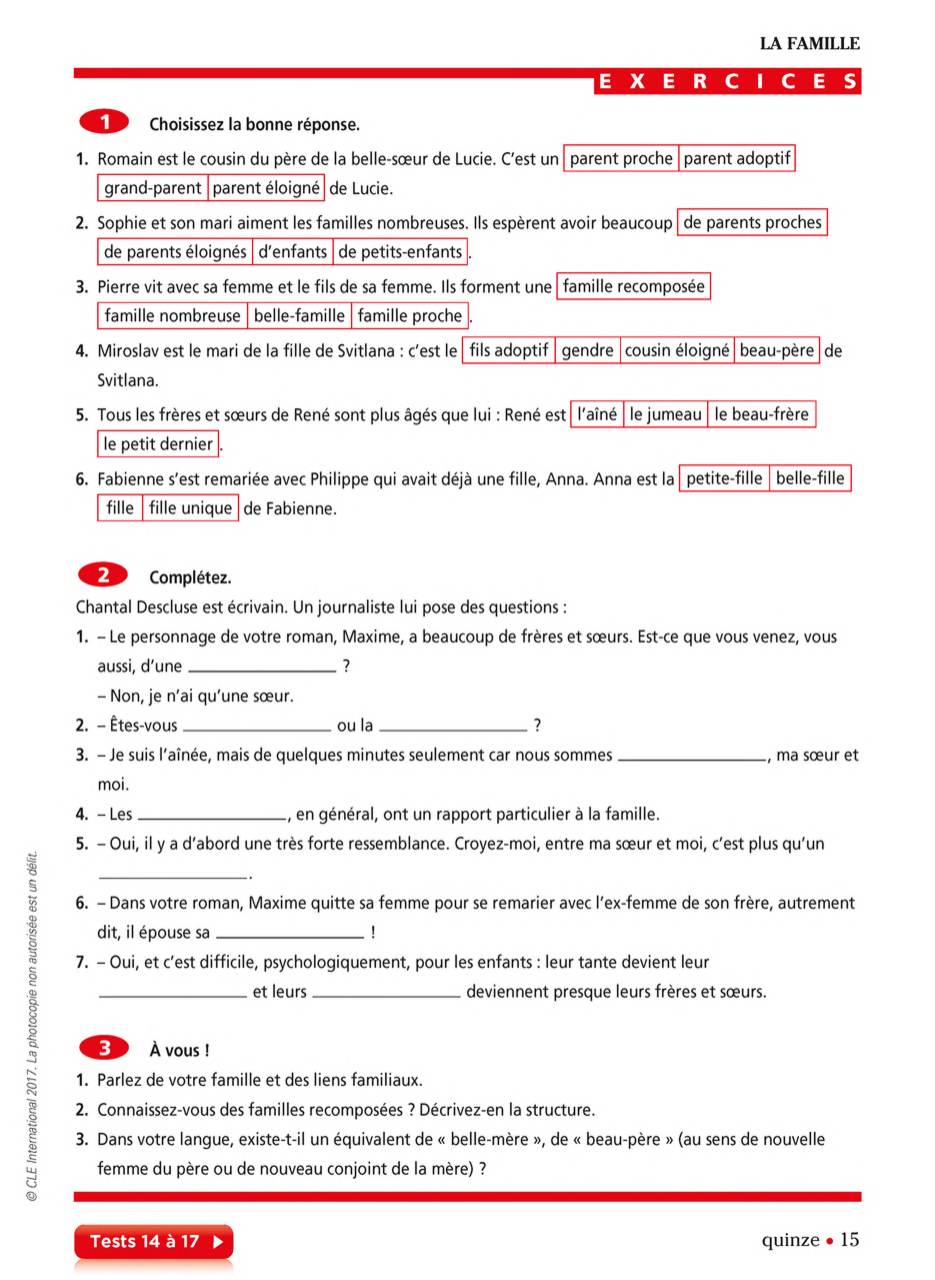 LA FAMILLE
EXERCICES
1 Choisissez la bonne réponse.
1. Romain est le cousin du père de la belle-sœur de Lucie. C’est un parent proche parent adoptif
grand-parent parent éloigné de Lucie.
2. Sophie et son mari aiment les familles nombreuses. Ils espèrent avoir beaucoup de parents proches
de parents éloignés d’enfants de petits-enfants.
3. Pierre vit avec sa femme et le fils de sa femme. Ils forment une famille recomposée
famille nombreuse belle-famille famille proche.
4. Miroslav est le mari de la fille de Svitlana : c’est le fils adoptif gendre cousin éloigné beau-père de
Svitlana.
5. Tous les frères et sœurs de René sont plus âgés que lui : René est l’aîné le jumeau le beau-frère
le petit dernier.
6. Fabienne s’est remariée avec Philippe qui avait déjà une fille, Anna. Anna est la petite-fille belle-fille
fille fille unique de Fabienne.
2 Complétez.
Chantal Descluse est écrivain. Un journaliste lui pose des questions :
1. – Le personnage de votre roman, Maxime, a beaucoup de frères et sœurs. Est-ce que vous venez, vous
aussi, d’une ________________ ?
– Non, je n’ai qu’une sœur.
2. – Êtes-vous ________________ ou la ________________ ?
3. – Je suis l’aînée, mais de quelques minutes seulement car nous sommes ________________, ma sœur et
moi.
4. – Les ________________, en général, ont un rapport particulier à la famille.
5. – Oui, il y a d’abord une très forte ressemblance. Croyez-moi, entre ma sœur et moi, c’est plus qu’un
________________.
6. – Dans votre roman, Maxime quitte sa femme pour se remarier avec l’ex-femme de son frère, autrement
dit, il épouse sa ________________ !
7. – Oui, et c’est difficile, psychologiquement, pour les enfants : leur tante devient leur
________________ et leurs ________________ deviennent presque leurs frères et sœurs.
3 À vous !
1. Parlez de votre famille et des liens familiaux.
2. Connaissez-vous des familles recomposées ? Décrivez-en la structure.
3. Dans votre langue, existe-t-il un équivalent de « belle-mère », de « beau-père » (au sens de nouvelle
femme du père ou de nouveau conjoint de la mère) ?
© CLE International 2017. La photocopie non autorisée est un délit.
Tests 14 à 17
quinze • 15